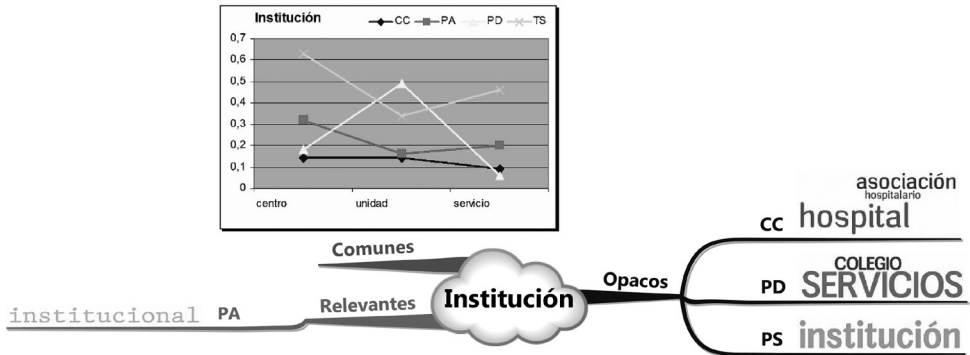 Institución
CC PA PD TS
0,7
0,6
0,5
0,4
0,3
0,2
0,1
0
centro unidad servicio
Comunes
Relevantes
institucional PA
Institución
Opacos
CC
asociación
hospitalario
hospital
PD
COLEGIO
SERVICIOS
PS institución